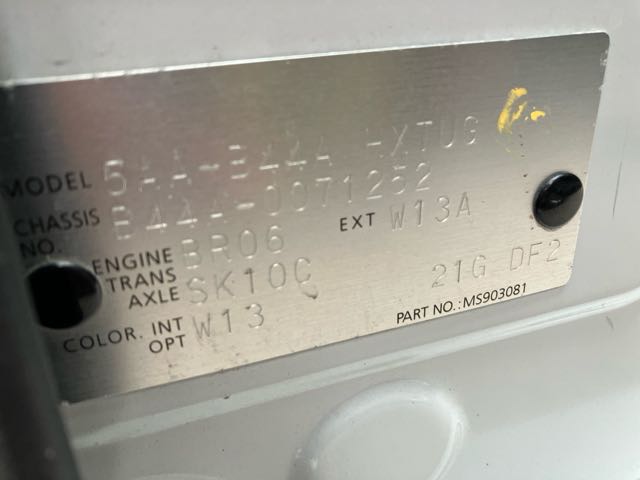 MODEL 5AA-B44A HXTUG
CHASSIS NO. B44A-0071252
ENGINE BR06 EXT W13A
TRANS AXLE SK10C 21G DF2
COLOR. INT OPT W13
PART NO.:MS903081